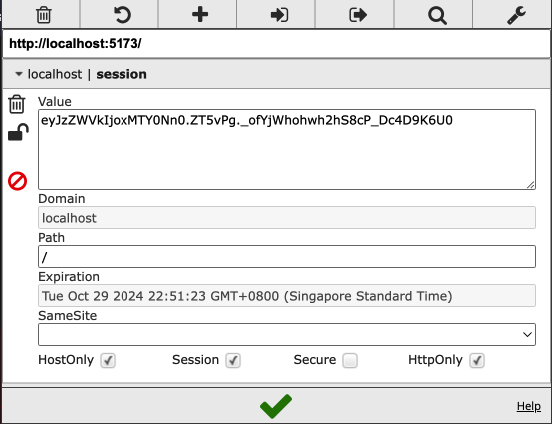 http://localhost:5173/
localhost | session
Value
eyJzZWVkIjoxMTY0Nn0.ZT5vPg._ofYjWhohwh2hS8cP_Dc4D9K6U0
Domain
localhost
Path
/
Expiration
Tue Oct 29 2024 22:51:23 GMT+0800 (Singapore Standard Time)
SameSite
HostOnly Session Secure HttpOnly
Help